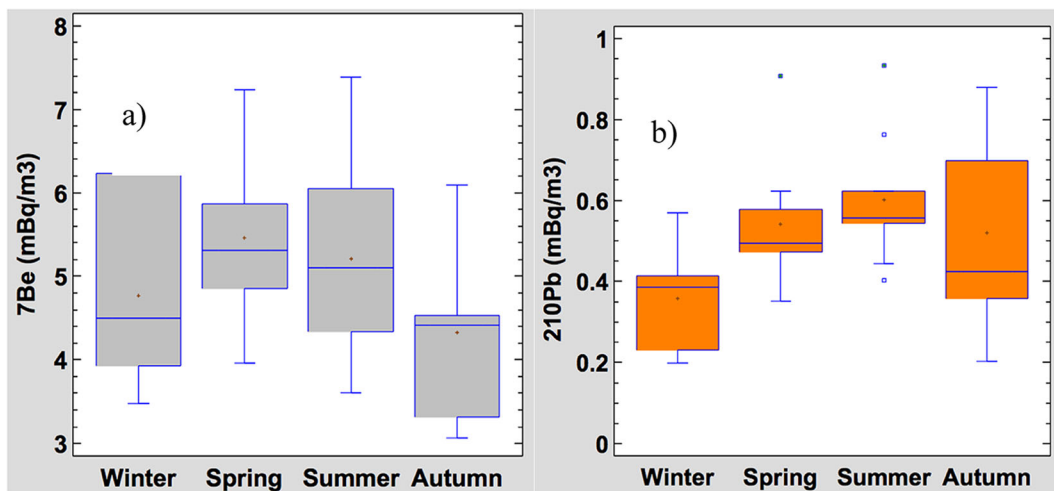 8
7
6
5
4
3
7Be (mBq/m3)
a)
Winter Spring Summer Autumn
1
0.8
0.6
0.4
0.2
0
210Pb (mBq/m3)
b)
Winter Spring Summer Autumn